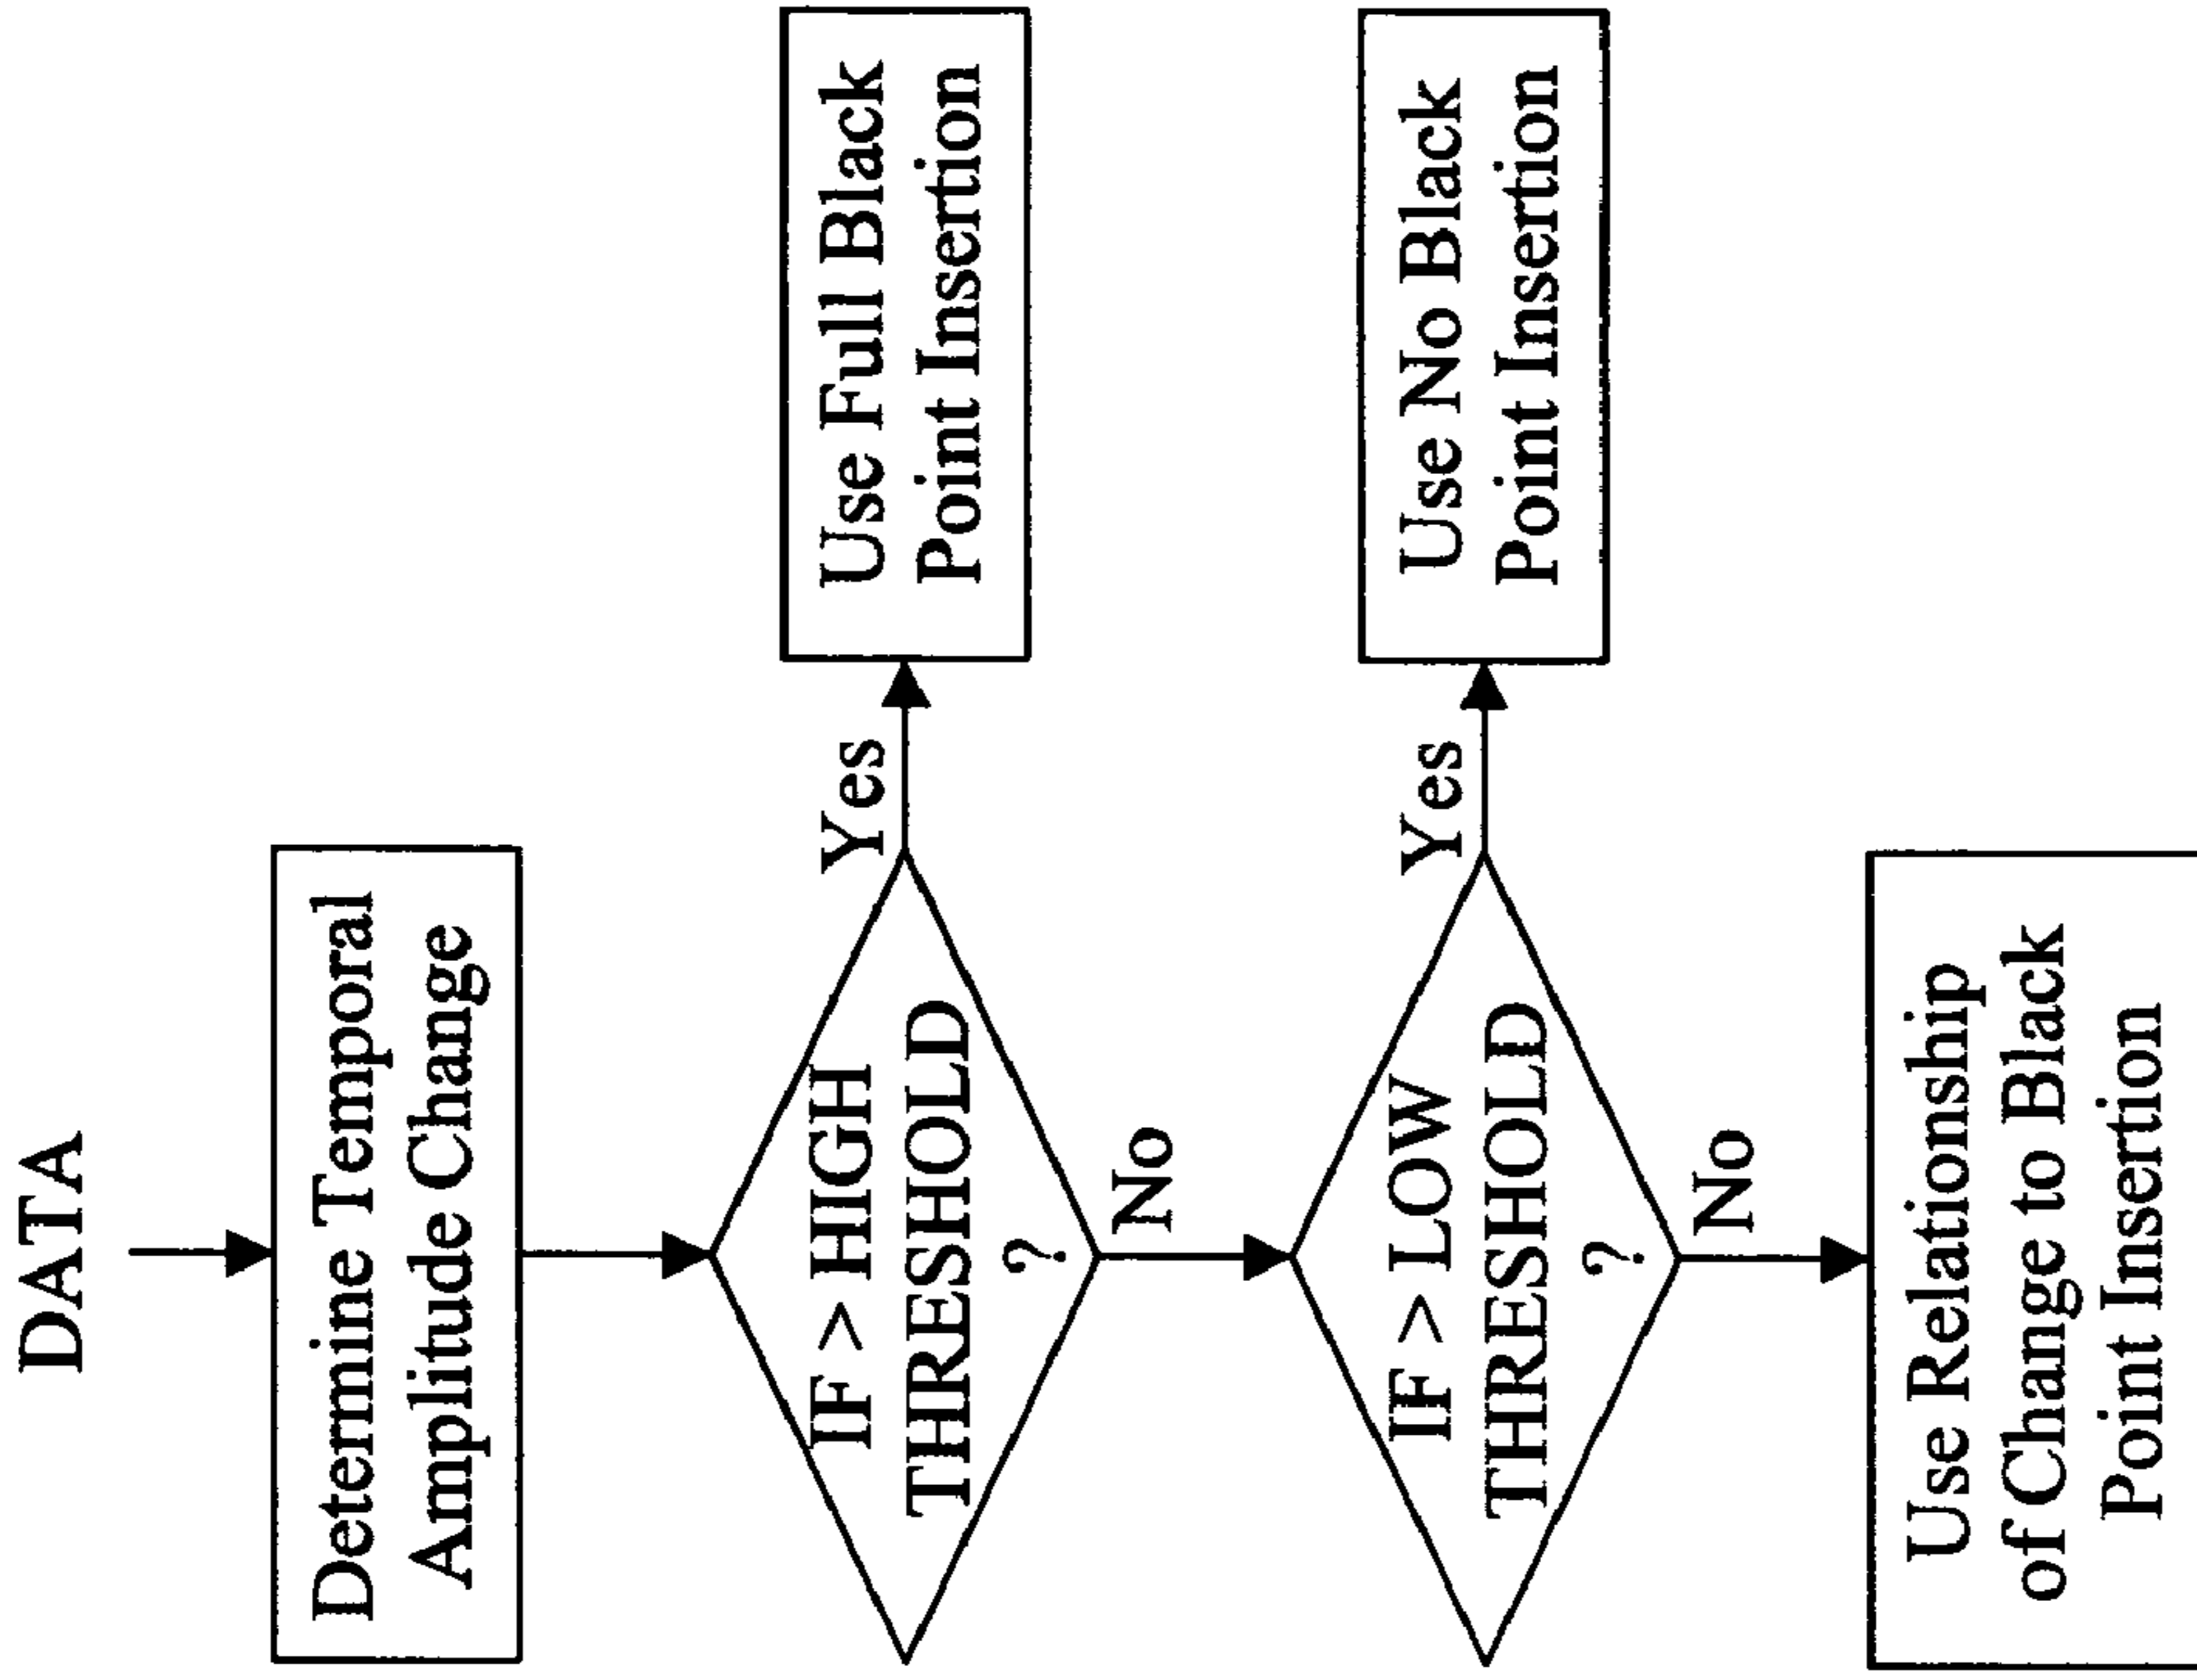 DATA
Determine Temporal
Amplitude Change
IF > HIGH
THRESHOLD
?
Yes
Use Full Black
Point Insertion
No
IF > LOW
THRESHOLD
?
Yes
Use No Black
Point Insertion
No
Use Relationship
of Change to Black
Point Insertion